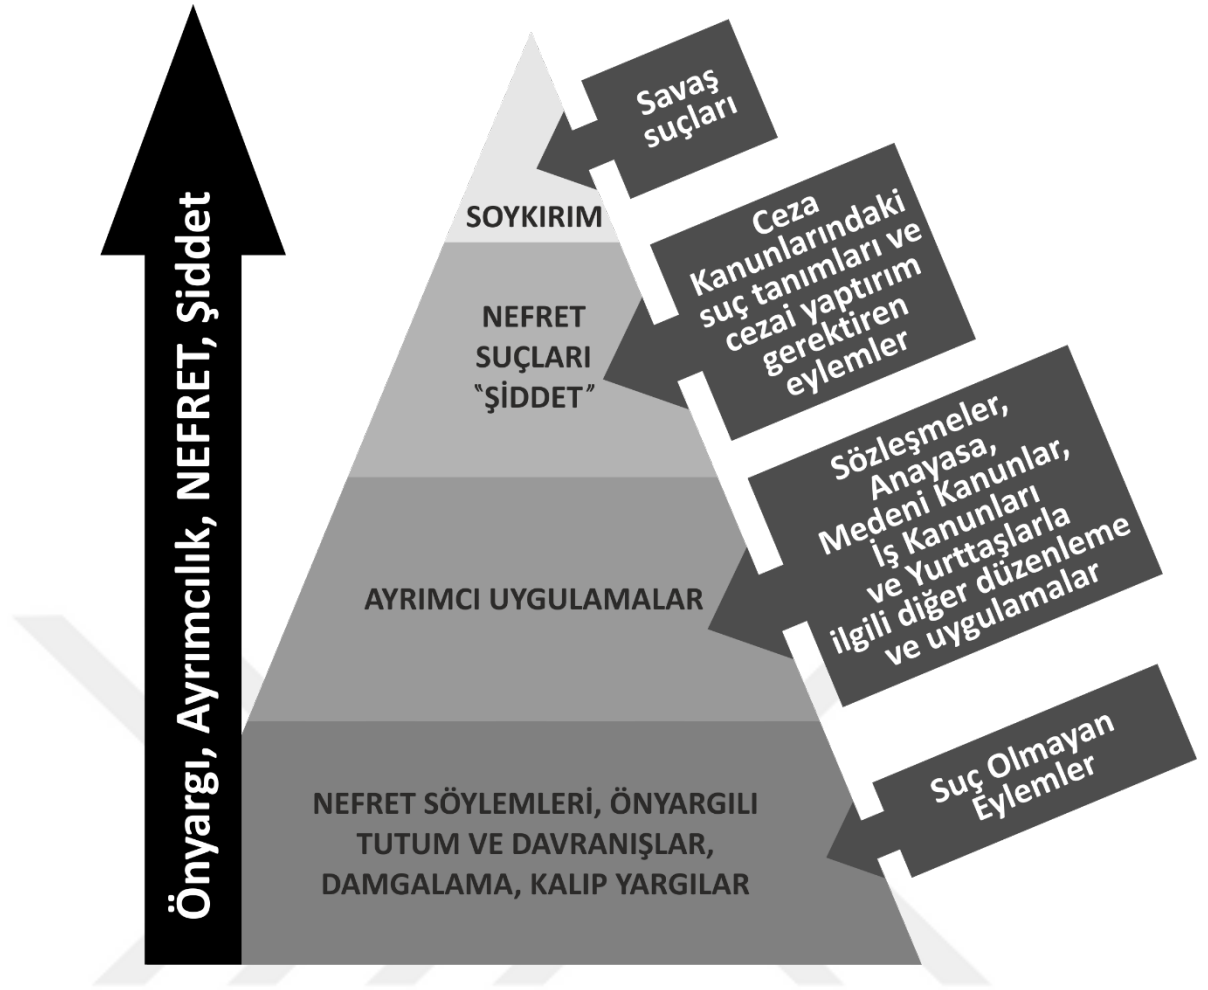 Önyargı, Ayrımcılık, NEFRET, Şiddet
SOYKIRIM
NEFRET
SUÇLARI
"ŞİDDET"
AYRIMCI UYGULAMALAR
NEFRET SÖYLEMLERİ, ÖNYARGILI
TUTUM VE DAVRANIŞLAR,
DAMGALAMA, KALIP YARGILAR
Savaş
suçları
Ceza
Kanunlarındaki
suç tanımları ve
cezai yaptırım
gerektiren
eylemler
Sözleşmeler,
Anayasa,
Medeni Kanunlar,
İş Kanunları
ve Yurttaşlarla
ilgili diğer düzenleme
ve uygulamalar
Suç Olmayan
Eylemler